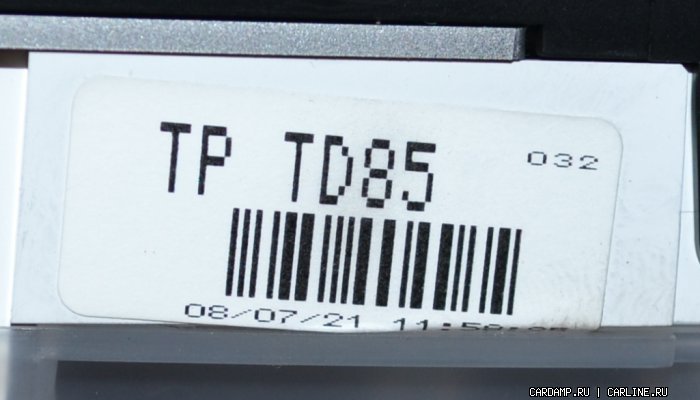 TP TD85 032
08/07/21
CARDAMP.RU | CARLINE.RU